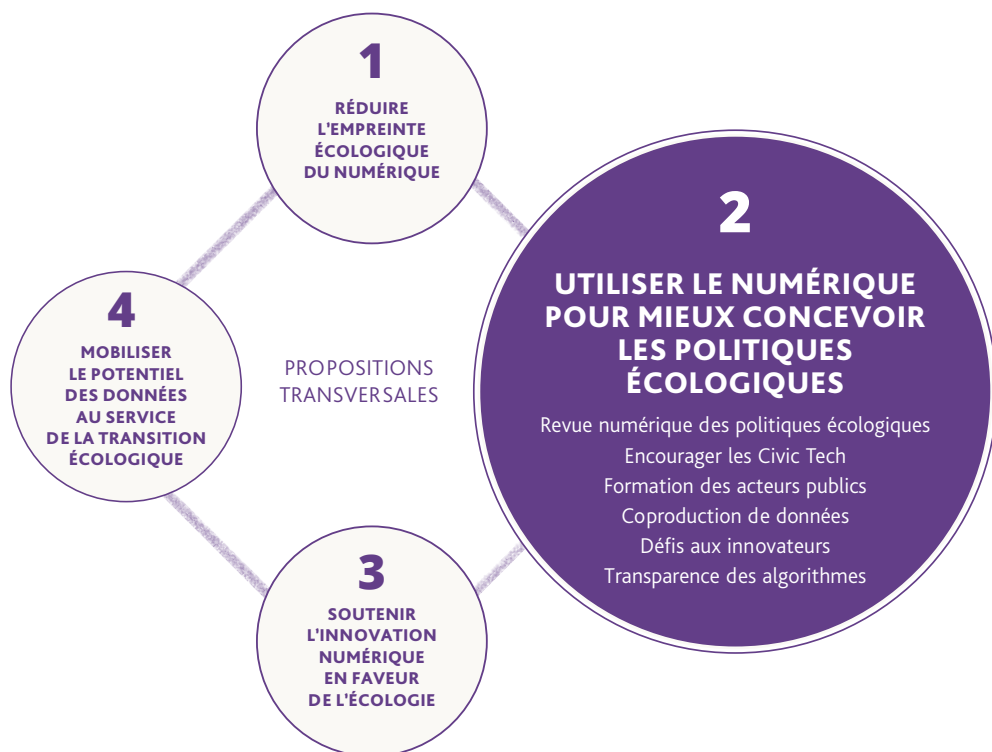 1
RÉDUIRE
L'EMPREINTE
ÉCOLOGIQUE
DU NUMÉRIQUE
2
UTILISER LE NUMÉRIQUE
POUR MIEUX CONCEVOIR
LES POLITIQUES
ÉCOLOGIQUES
Revue numérique des politiques écologiques
Encourager les Civic Tech
Formation des acteurs publics
Coproduction de données
Défis aux innovateurs
Transparence des algorithmes
3
SOUTENIR
L'INNOVATION
NUMÉRIQUE
EN FAVEUR
DE L'ÉCOLOGIE
4
MOBILISER
LE POTENTIEL
DES DONNÉES
AU SERVICE
DE LA TRANSITION
ÉCOLOGIQUE
PROPOSITIONS
TRANSVERSALES